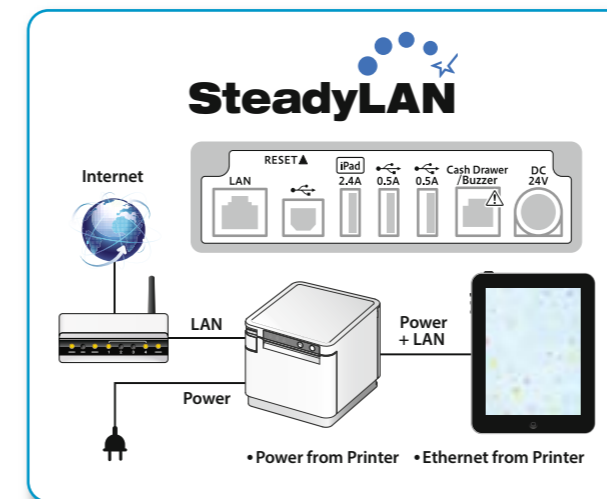 SteadyLAN
RESET▲
LAN
iPad
2.4A
0.5A
0.5A
Cash Drawer
/Buzzer
DC
24V
Internet
LAN
Power
+ LAN
Power
•Power from Printer •Ethernet from Printer